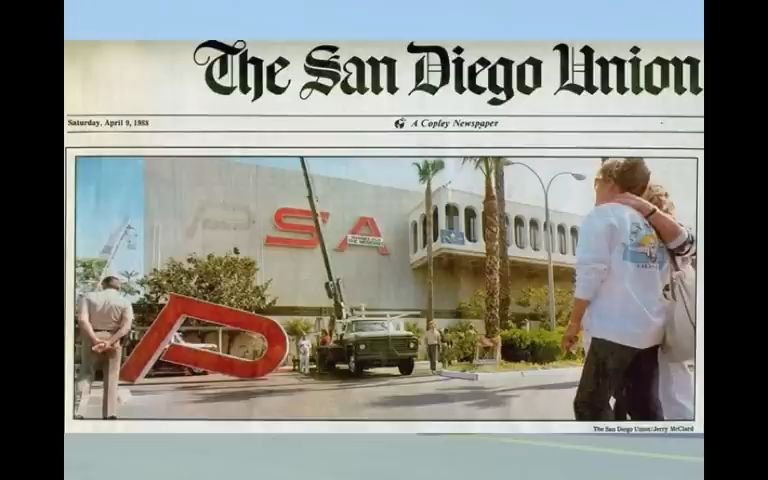 The San Diego Union
Saturday, April 9, 1988
A Copley Newspaper
P
SA
The San Diego Union/Jerry McClard